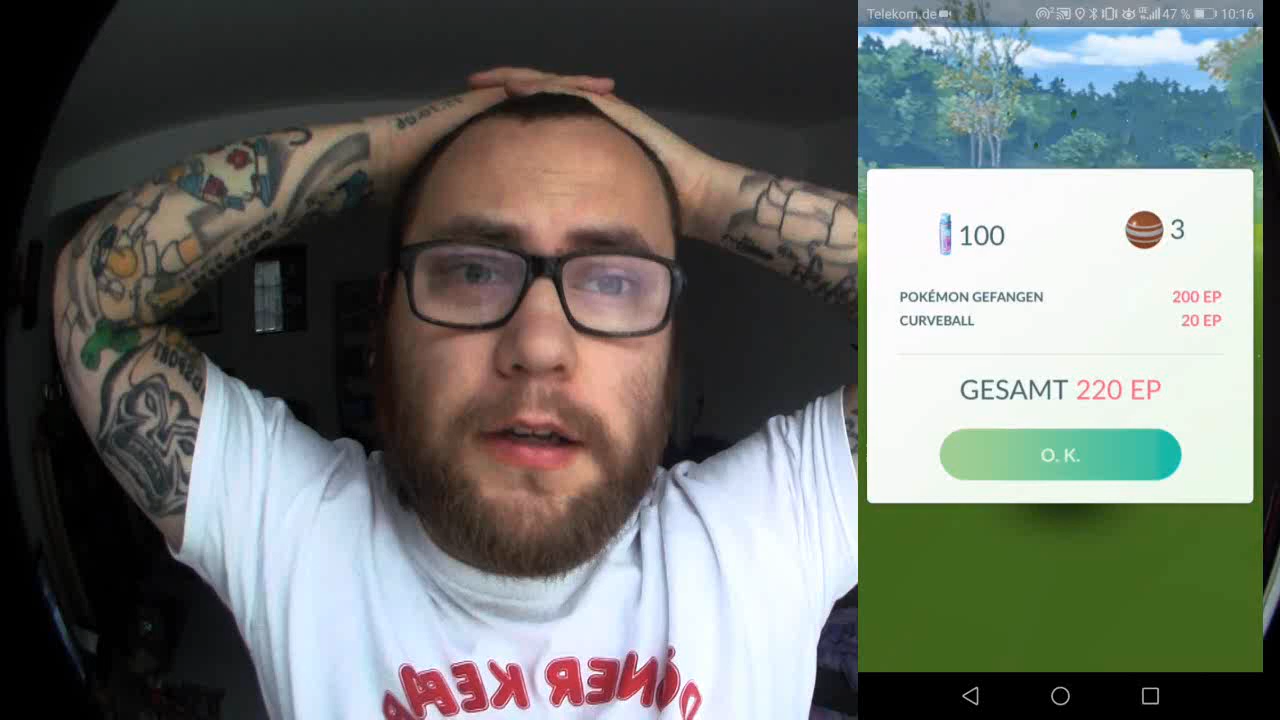 Telekom.de
47 %
10:16
100
3
POKÉMON GEFANGEN 200 EP
CURVEBALL 20 EP
GESAMT 220 EP
O. K.
DÖNER KEBA